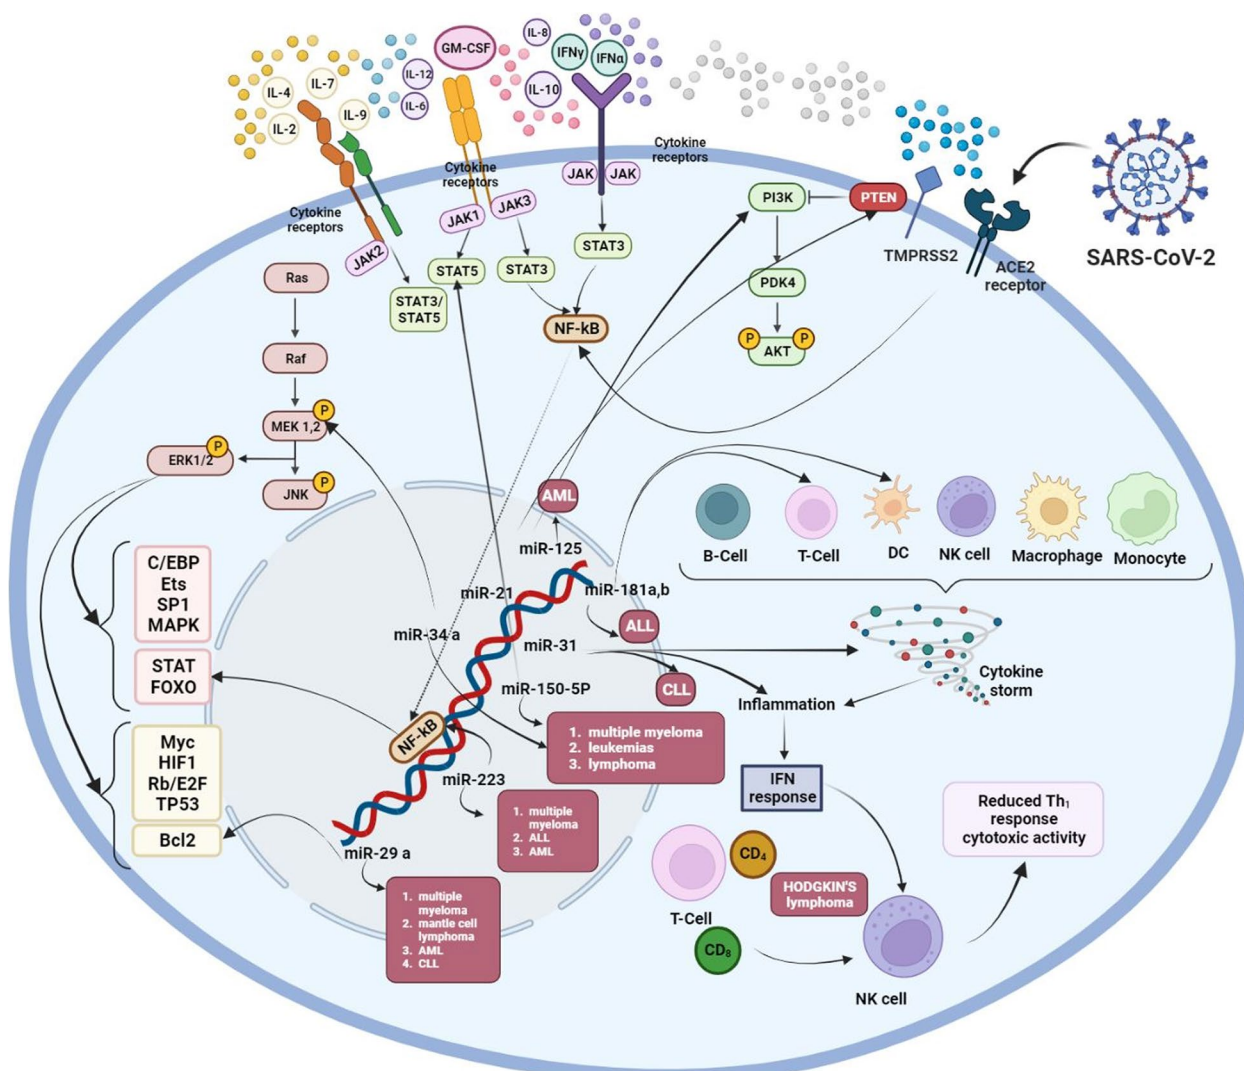 IL-8
GM-CSF
IFNγ
IFNα
IL-12
IL-7
IL-4
IL-10
IL-6
IL-9
IL-2
Cytokine
receptors
Cytokine
receptors
Cytokine
receptors
JAK
JAK
JAK1
JAK3
JAK2
PI3K
PTEN
TMPRSS2
ACE2
receptor
SARS-CoV-2
STAT3
STAT5
STAT3
STAT3/
STAT5
NF-kB
PDK4
P
P
AKT
Ras
Raf
MEK 1,2
P
ERK1/2
P
JNK
P
AML
miR-125
miR-21
miR-181a,b
miR-34 a
miR-31
ALL
CLL
miR-150-5P
NF-kB
miR-223
miR-29 a
1. multiple myeloma
2. leukemias
3. lymphoma
1. multiple
myeloma
2. ALL
3. AML
1. multiple
myeloma
2. mantle cell
lymphoma
3. AML
4. CLL
C/EBP
Ets
SP1
MAPK
STAT
FOXO
Myc
HIF1
Rb/E2F
TP53
Bcl2
B-Cell
T-Cell
DC
NK cell
Macrophage
Monocyte
Cytokine
storm
Inflammation
IFN
response
Reduced Th₁
response
cytotoxic activity
T-Cell
CD₄
CD₈
HODGKIN'S
lymphoma
NK cell